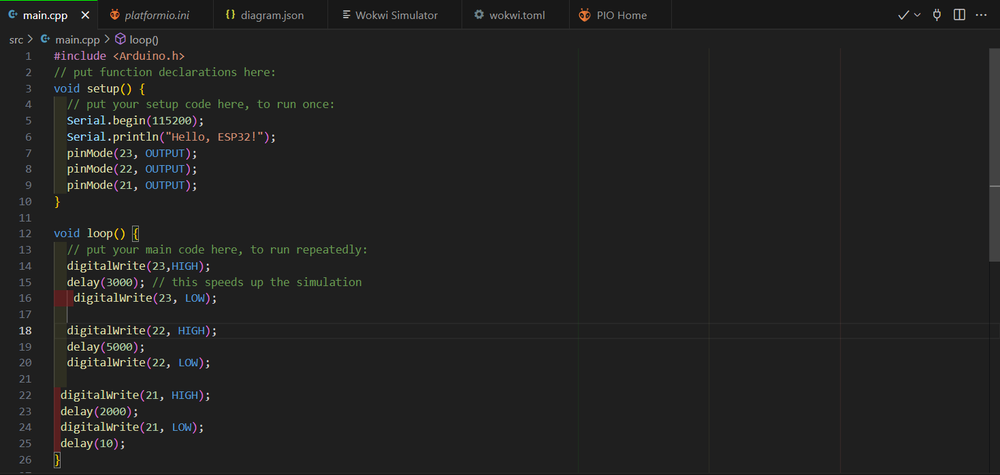 main.cpp
platformio.ini
{} diagram.json
Wokwi Simulator
wokwi.toml
PIO Home
src > main.cpp > loop()
1 #include <Arduino.h>
2 // put function declarations here:
3 void setup() {
4 // put your setup code here, to run once:
5 Serial.begin(115200);
6 Serial.println("Hello, ESP32!");
7 pinMode(23, OUTPUT);
8 pinMode(22, OUTPUT);
9 pinMode(21, OUTPUT);
10 }
11
12 void loop() {
13 // put your main code here, to run repeatedly:
14 digitalWrite(23,HIGH);
15 delay(3000); // this speeds up the simulation
16 digitalWrite(23, LOW);
17
18 digitalWrite(22, HIGH);
19 delay(5000);
20 digitalWrite(22, LOW);
21
22 digitalWrite(21, HIGH);
23 delay(2000);
24 digitalWrite(21, LOW);
25 delay(10);
26 }